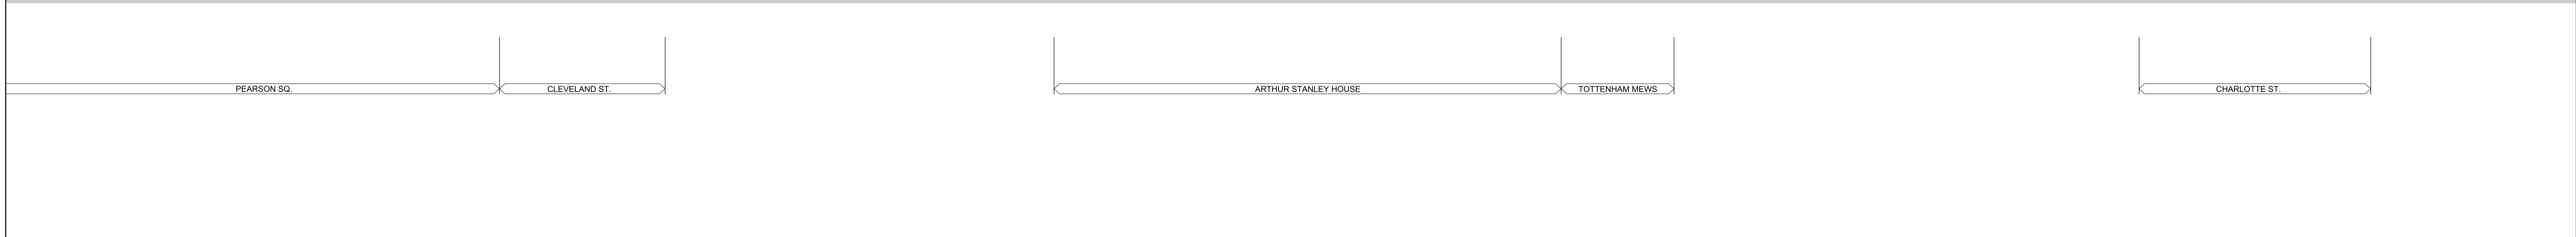 PEARSON SQ.
CLEVELAND ST.
ARTHUR STANLEY HOUSE
TOTTENHAM MEWS
CHARLOTTE ST.